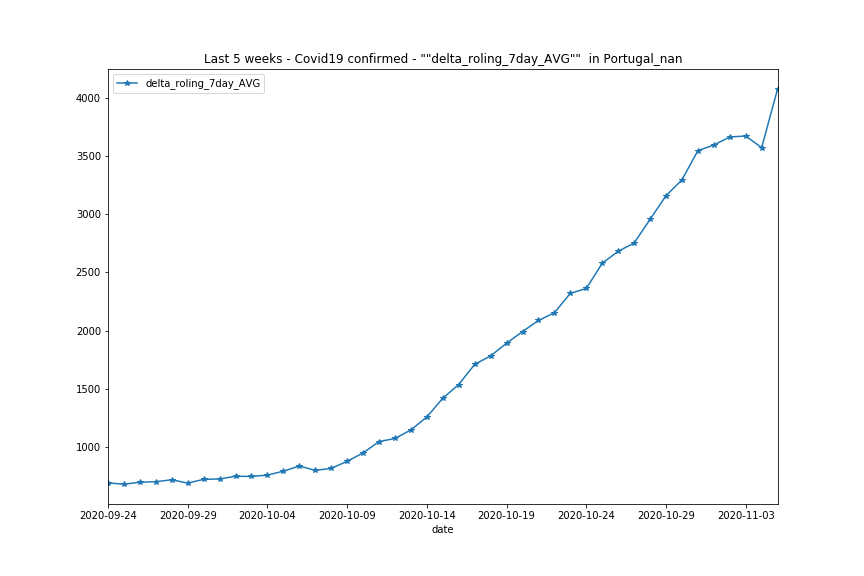 Last 5 weeks - Covid19 confirmed - ""delta_roling_7day_AVG""  in Portugal_nan
delta_roling_7day_AVG
4000
3500
3000
2500
2000
1500
1000
2020-09-24 2020-09-29 2020-10-04 2020-10-09 2020-10-14 2020-10-19 2020-10-24 2020-10-29 2020-11-03
date